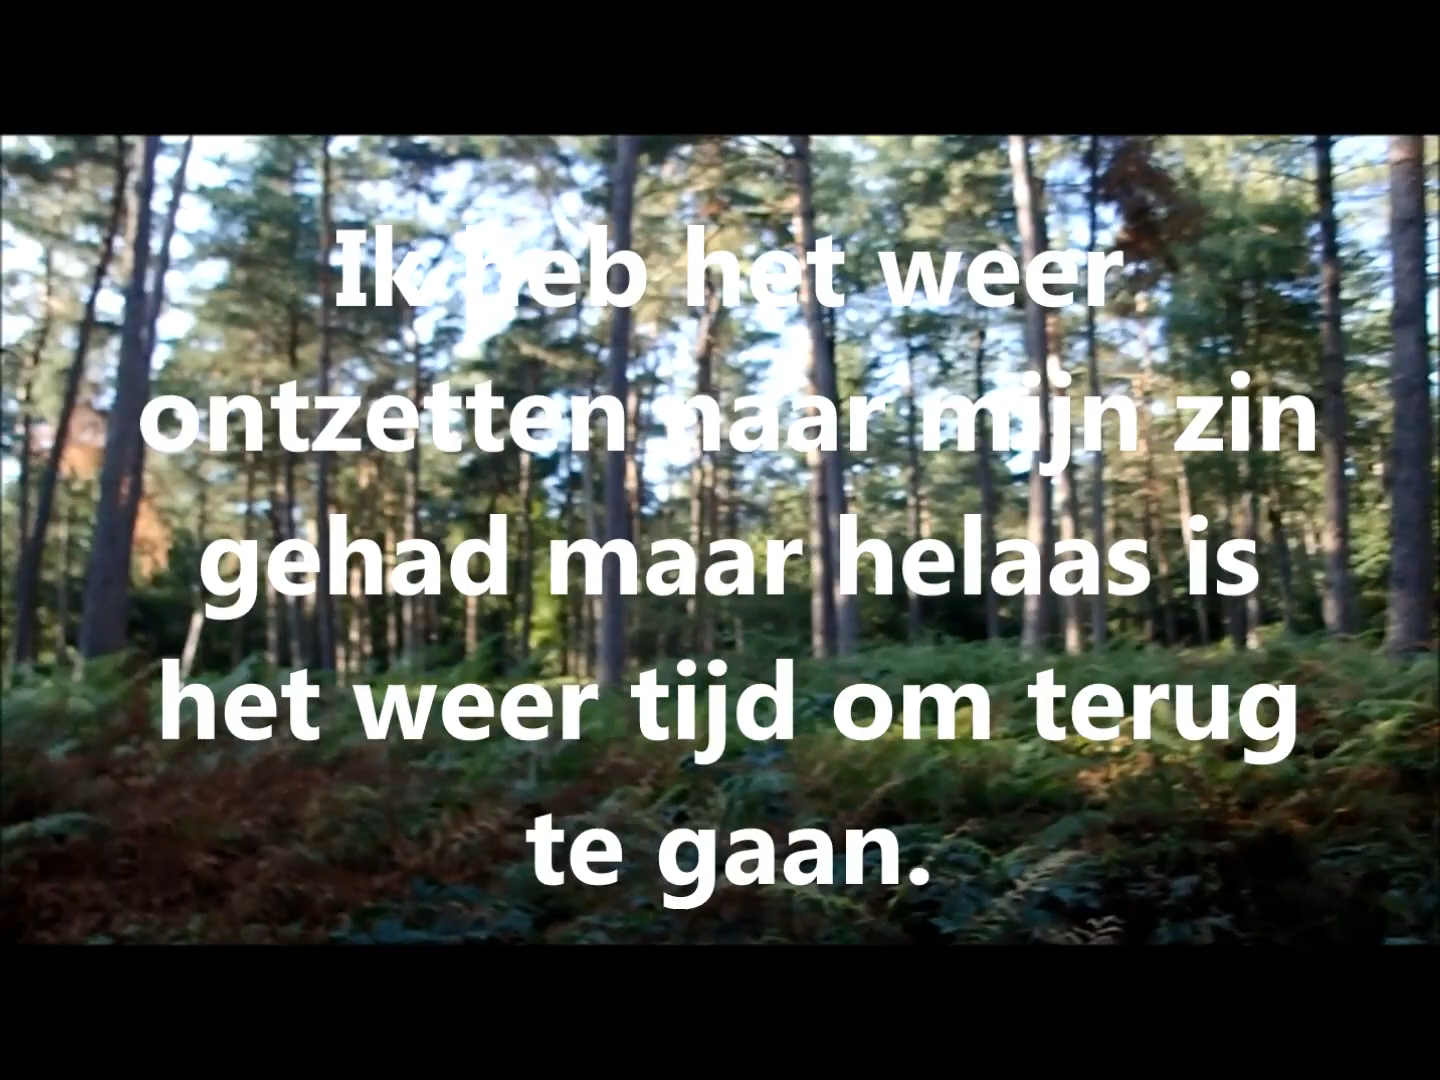 Ik heb het weer
ontzetten naar mijn zin
gehad maar helaas is
het weer tijd om terug
te gaan.